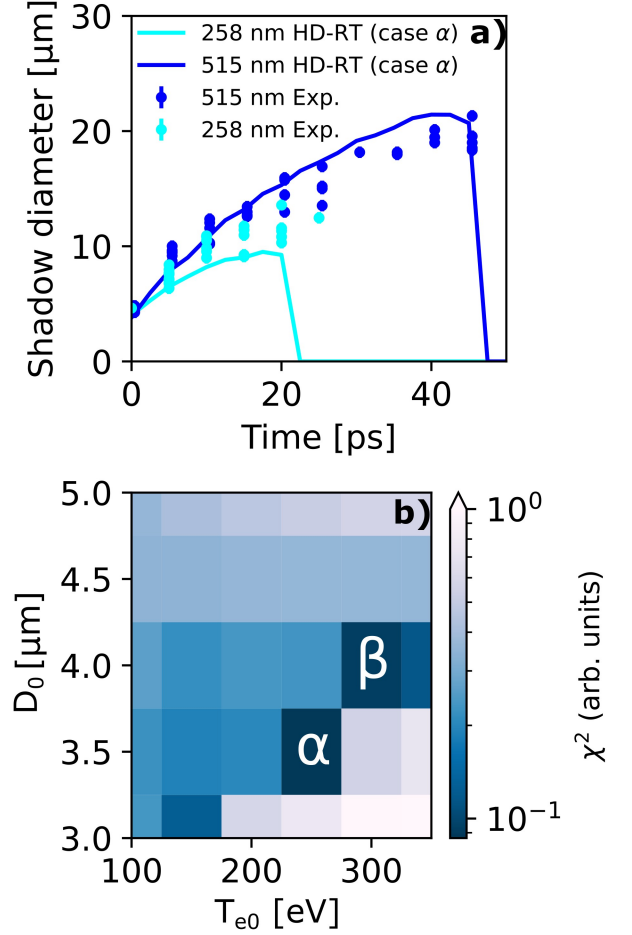 30
258 nm HD-RT (case α)
a)
515 nm HD-RT (case α)
515 nm Exp.
258 nm Exp.
20
10
0
Shadow diameter [μm]
0 20 40
Time [ps]
5.0
b)
4.5
4.0
3.5
3.0
D₀ [μm]
β
α
100 200 300
Tₑ₀ [eV]
10⁰
10⁻¹
χ² (arb. units)